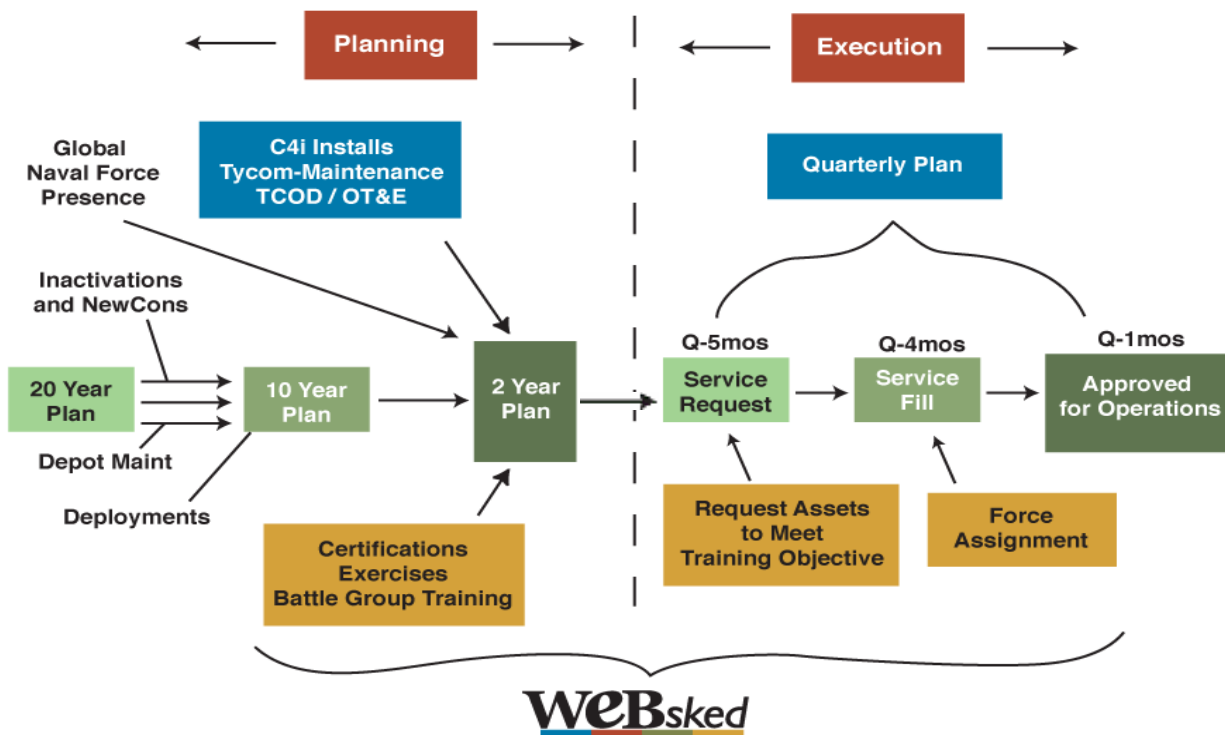 Planning
Execution
Global
Naval Force
Presence
C4i Installs
Tycom-Maintenance
TCOD / OT&E
Quarterly Plan
Inactivations
and NewCons
20 Year
Plan
10 Year
Plan
2 Year
Plan
Depot Maint
Deployments
Certifications
Exercises
Battle Group Training
Q-5mos
Service
Request
Q-4mos
Service
Fill
Q-1mos
Approved
for Operations
Request Assets
to Meet
Training Objective
Force
Assignment
WeBsked